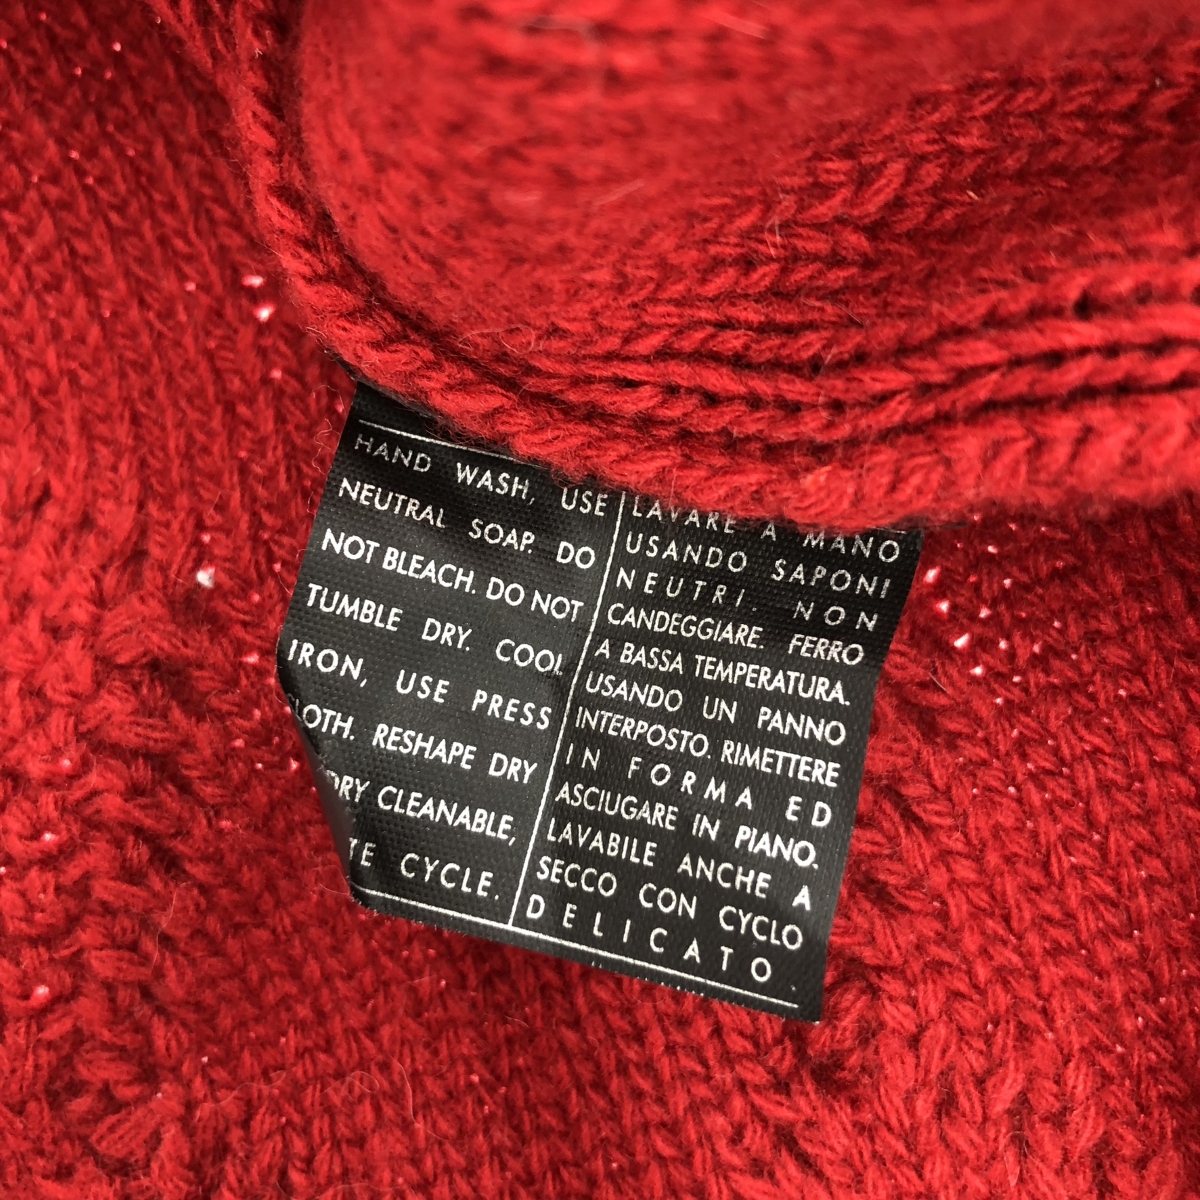 HAND WASH, USE
NEUTRAL SOAP. DO
NOT BLEACH. DO NOT
TUMBLE DRY. COOL
IRON, USE PRESS
LOTH. RESHAPE DRY
DRY CLEANABLE,
TE CYCLE.
LAVARE A MANO
USANDO SAPONI
NEUTRI. NON
CANDEGGIARE. FERRO
A BASSA TEMPERATURA.
USANDO UN PANNO
INTERPOSTO. RIMETTERE
IN FORMA ED
ASCIUGARE IN PIANO.
LAVABILE ANCHE A
SECCO CON CYCLO
DELICATO